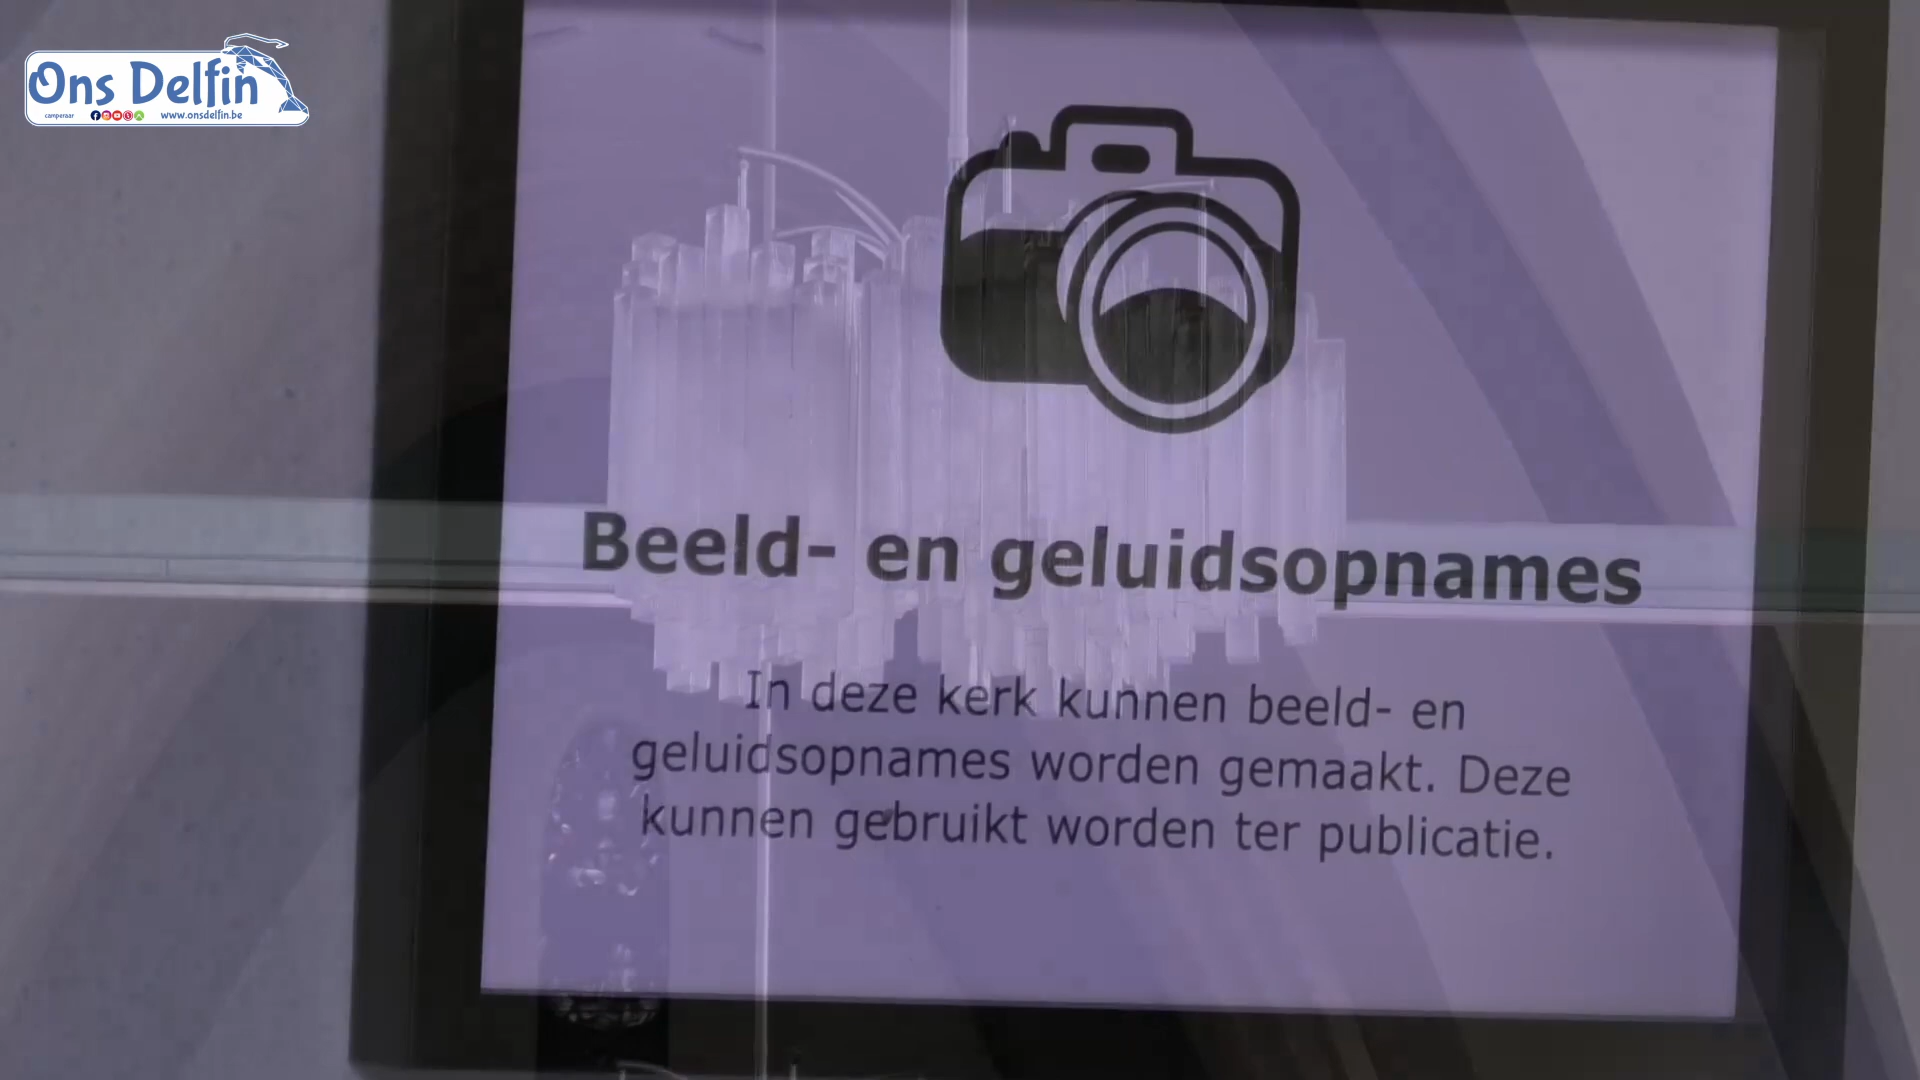 Ons Delfin
camperaar www.onsdelfin.be
Beeld- en geluidsopnames
In deze kerk kunnen beeld- en
geluidsopnames worden gemaakt. Deze
kunnen gebruikt worden ter publicatie.